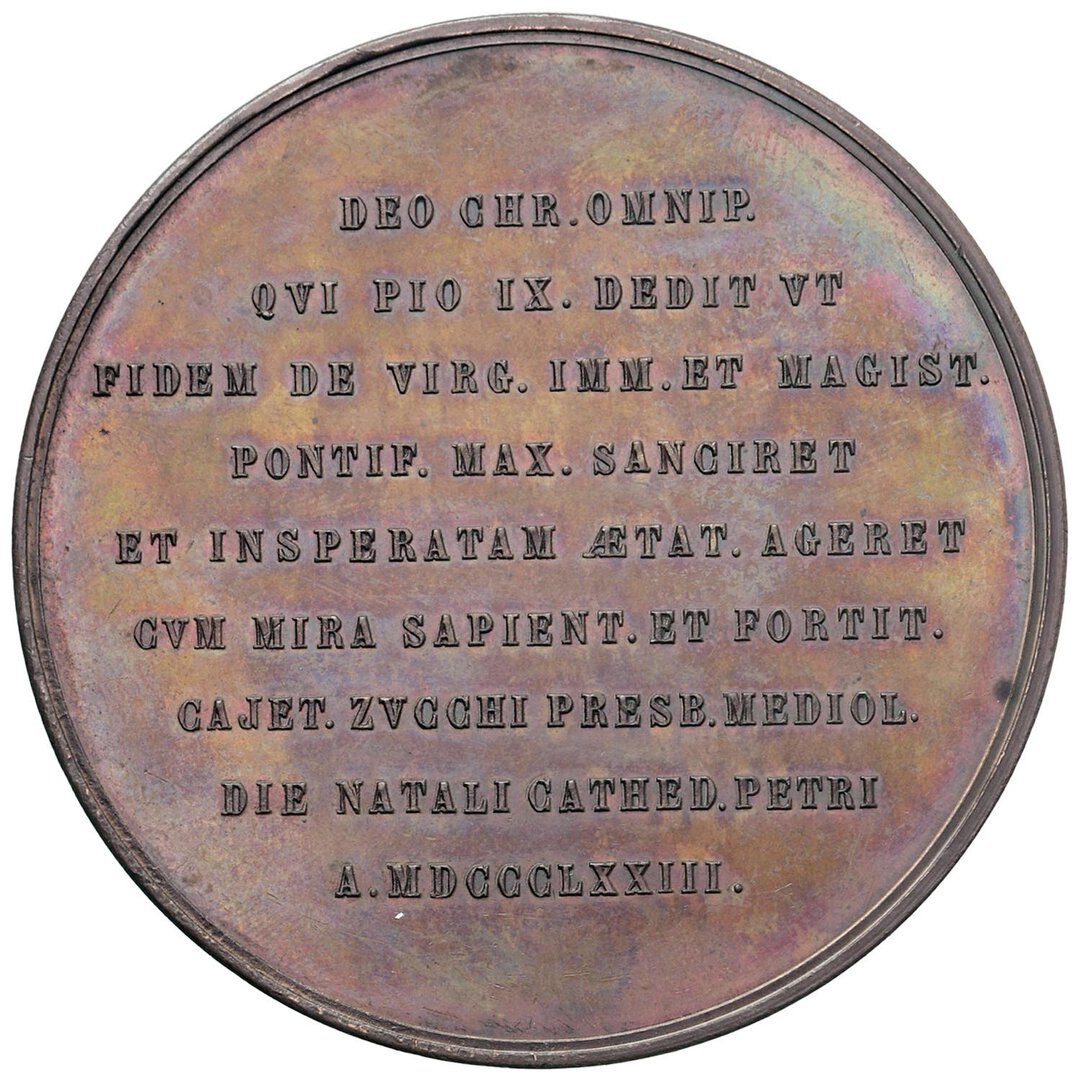 DEO CHR. OMNIP.
QVI PIO IX. DEDIT VT
FIDEM DE VIRG. IMM. ET MAGIST.
PONTIF. MAX. SANCIRET
ET INSPERATAM ÆTAT. AGERET
CVM MIRA SAPIENT. ET FORTIT.
CAJET. ZVCCHI PRESB. MEDIOL.
DIE NATALI CATHED. PETRI
A. MDCCCLXXIII.